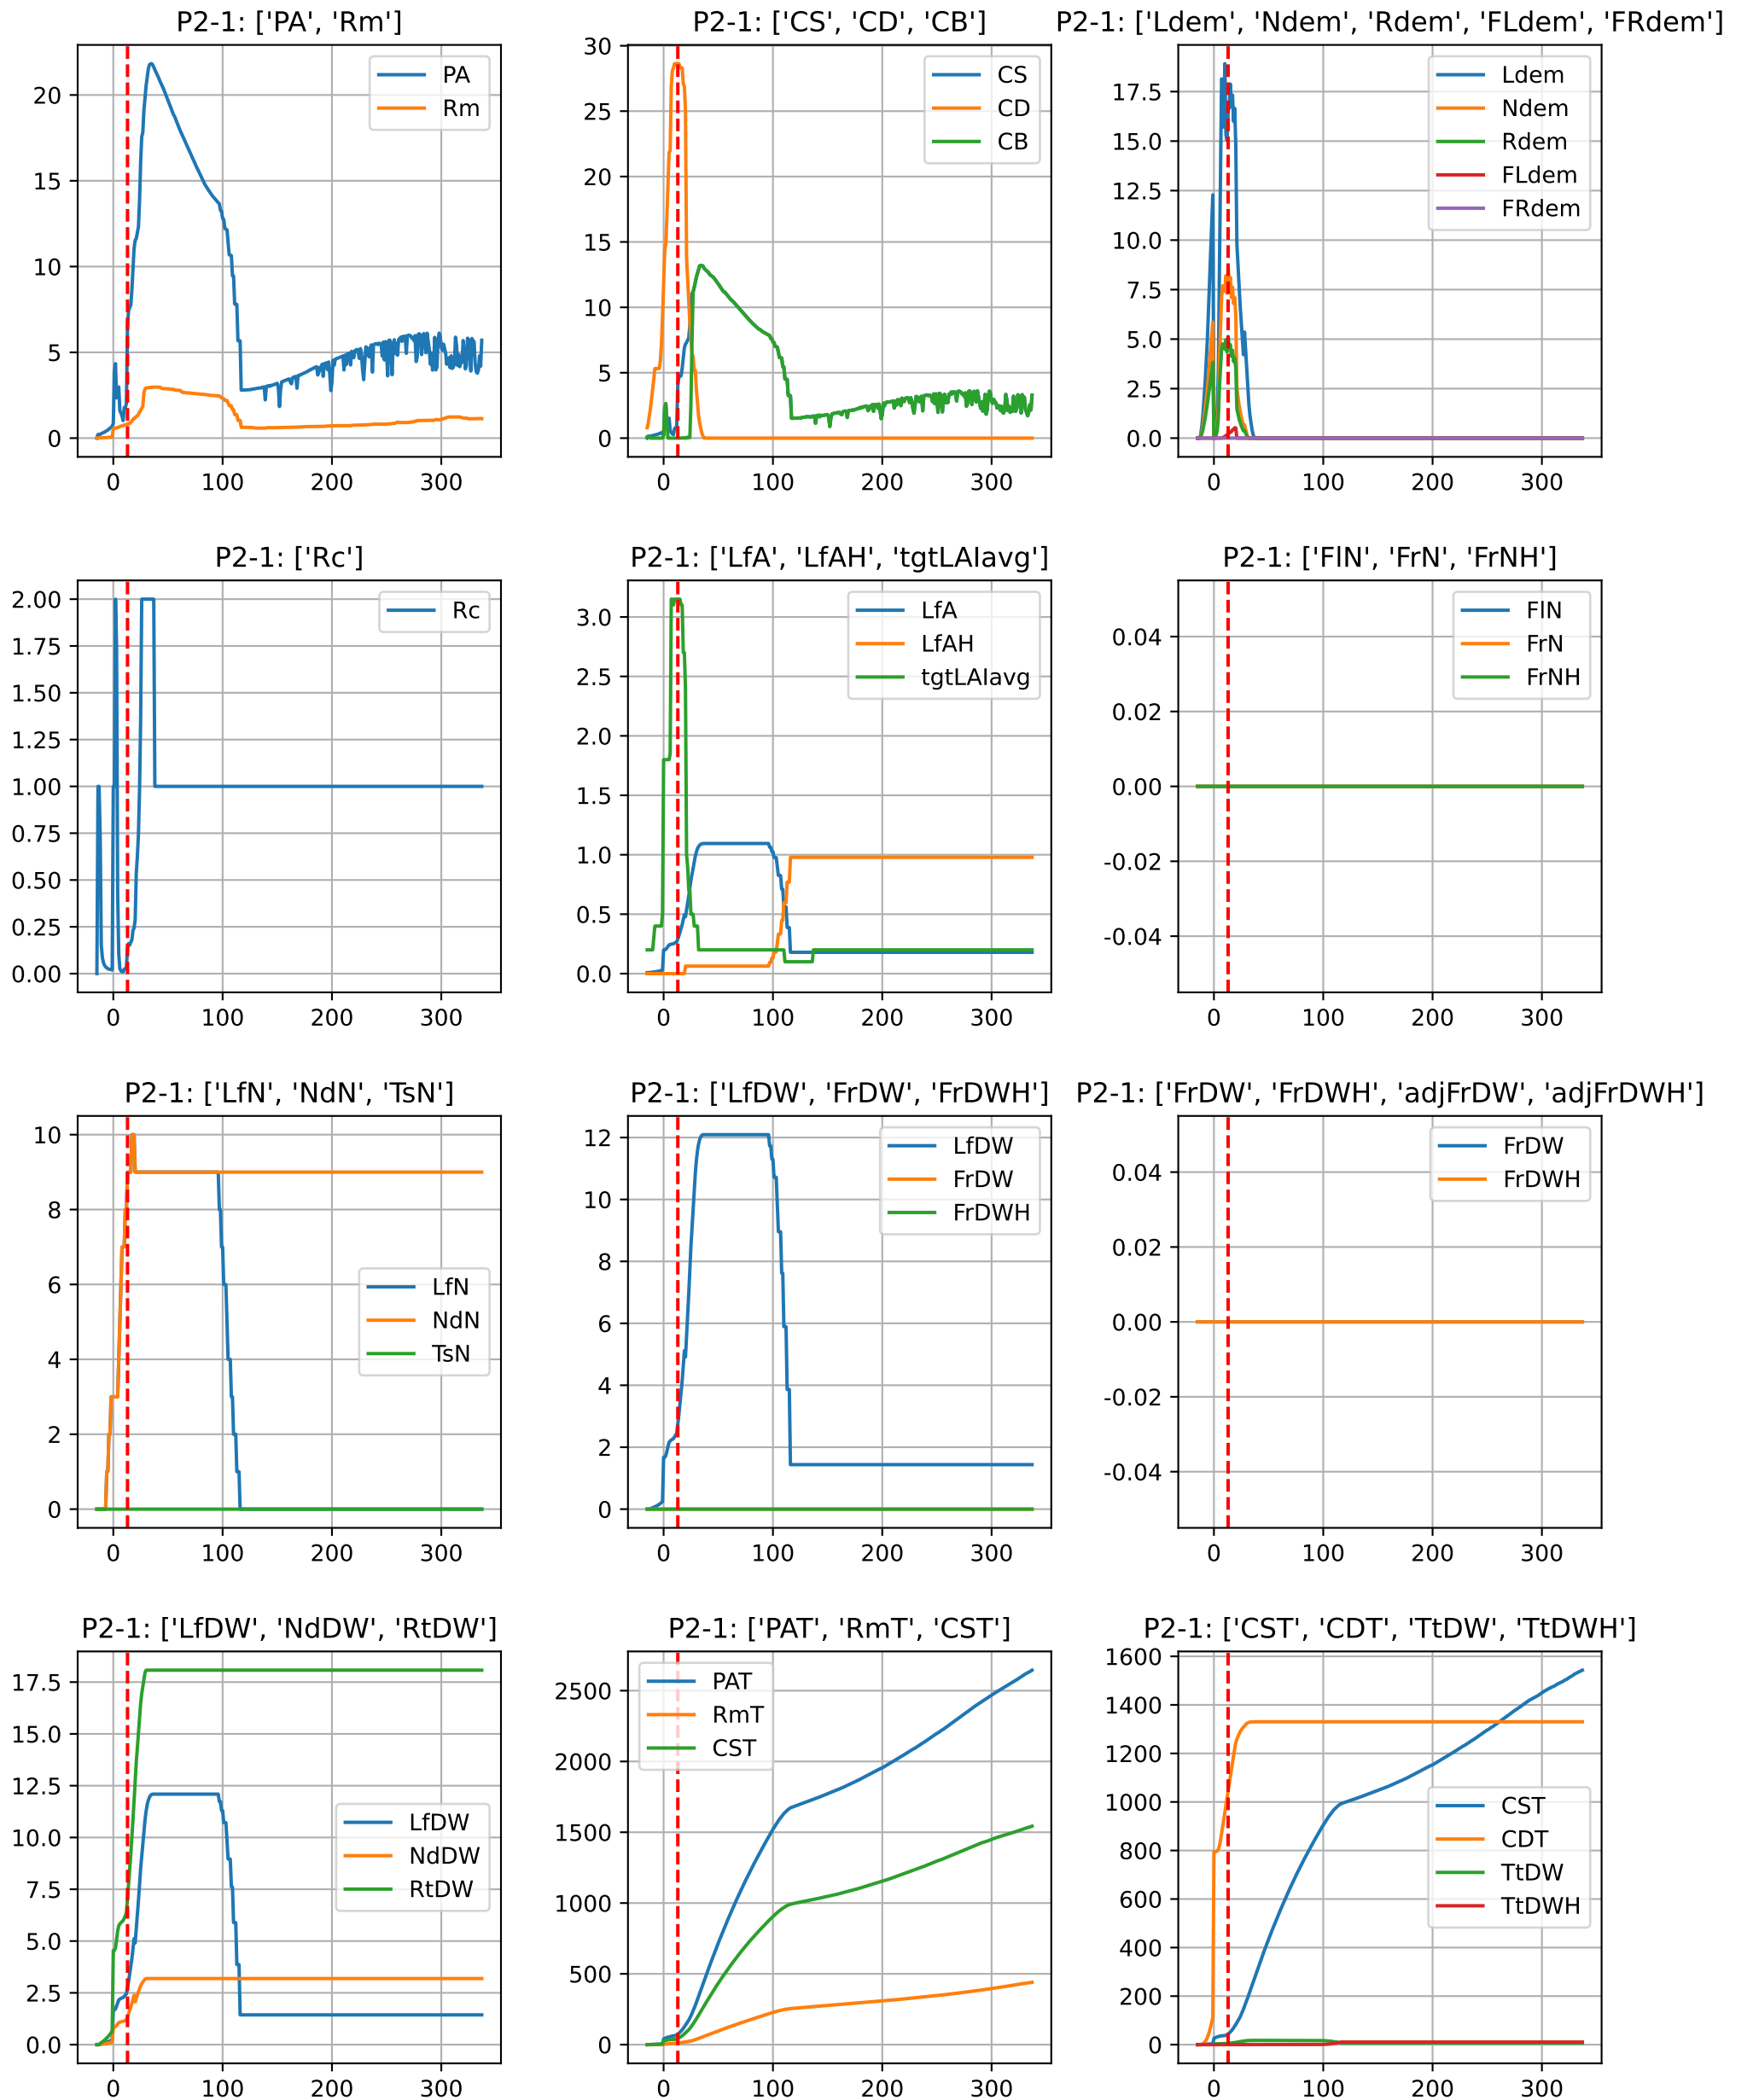 P2-1: ['PA', 'Rm'] P2-1: ['CS', 'CD', 'CB'] P2-1: ['Ldem', 'Ndem', 'Rdem', 'FLdem', 'FRdem']
PA
Rm
20
15
10
5
0
0 100 200 300
CS
CD
CB
30
25
20
15
10
5
0
0 100 200 300
Ldem
Ndem
Rdem
FLdem
FRdem
17.5
15.0
12.5
10.0
7.5
5.0
2.5
0.0
0 100 200 300
P2-1: ['Rc'] P2-1: ['LfA', 'LfAH', 'tgtLAIavg'] P2-1: ['FlN', 'FrN', 'FrNH']
Rc
2.00
1.75
1.50
1.25
1.00
0.75
0.50
0.25
0.00
0 100 200 300
LfA
LfAH
tgtLAIavg
3.0
2.5
2.0
1.5
1.0
0.5
0.0
0 100 200 300
FlN
FrN
FrNH
0.04
0.02
0.00
-0.02
-0.04
0 100 200 300
P2-1: ['LfN', 'NdN', 'TsN'] P2-1: ['LfDW', 'FrDW', 'FrDWH'] P2-1: ['FrDW', 'FrDWH', 'adjFrDW', 'adjFrDWH']
10
8
6
4
2
0
LfN
NdN
TsN
0 100 200 300
LfDW
FrDW
FrDWH
12
10
8
6
4
2
0
0 100 200 300
FrDW
FrDWH
0.04
0.02
0.00
-0.02
-0.04
0 100 200 300
P2-1: ['LfDW', 'NdDW', 'RtDW'] P2-1: ['PAT', 'RmT', 'CST'] P2-1: ['CST', 'CDT', 'TtDW', 'TtDWH']
17.5
15.0
12.5
10.0
7.5
5.0
2.5
0.0
LfDW
NdDW
RtDW
0 100 200 300
PAT
RmT
CST
2500
2000
1500
1000
500
0
0 100 200 300
1600
1400
1200
1000
800
600
400
200
0
CST
CDT
TtDW
TtDWH
0 100 200 300